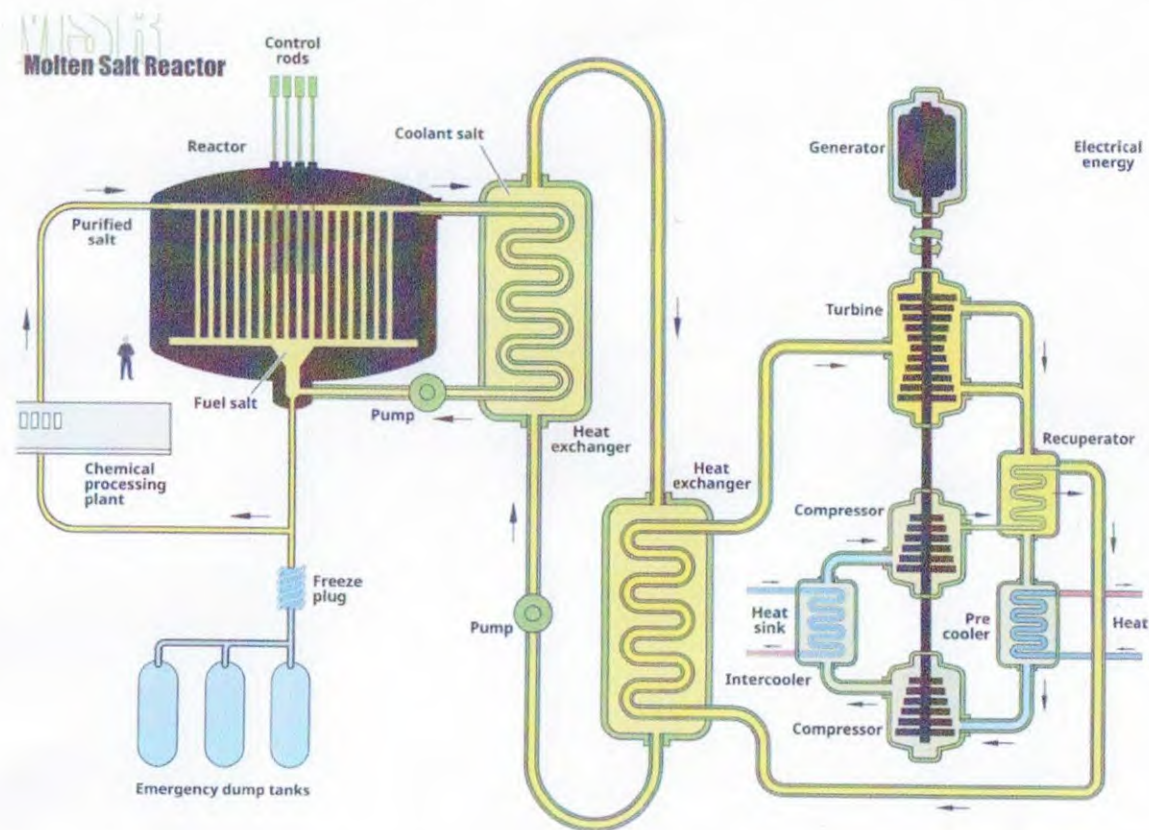 MSR
Molten Salt Reactor
Control
rods
Reactor
Coolant salt
Generator
Electrical
energy
Purified
salt
Turbine
Fuel salt
Pump
Heat
exchanger
Recuperator
Chemical
processing
plant
Heat
exchanger
Compressor
Freeze
plug
Pump
Heat
sink
Pre
cooler
Heat
Intercooler
Compressor
Emergency dump tanks